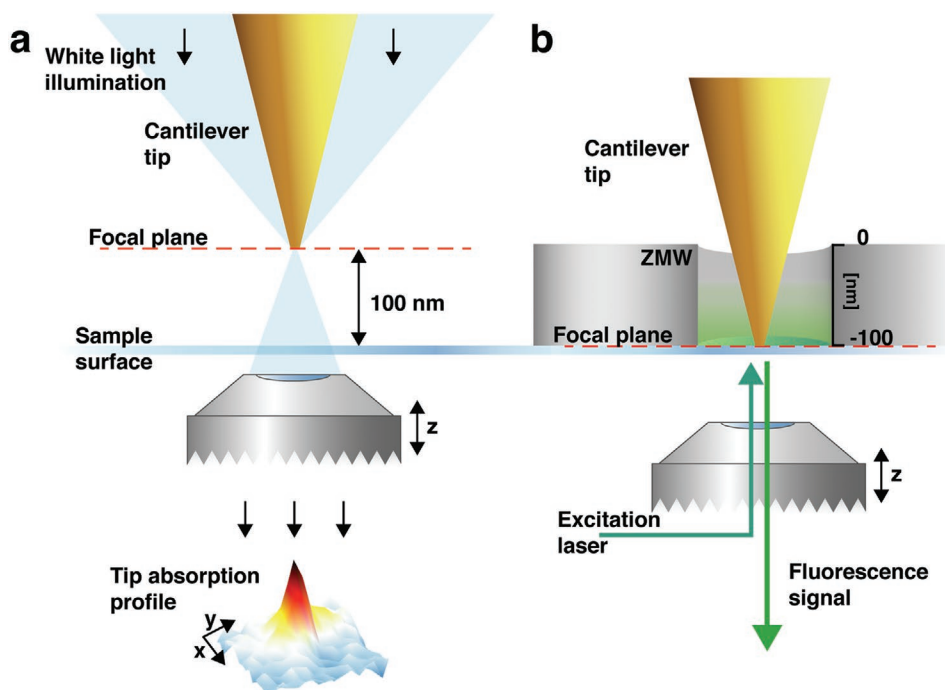 a
White light
illumination
Cantilever
tip
Focal plane
100 nm
Sample
surface
z
Tip absorption
profile
y
x
b
Cantilever
tip
0
ZMW
[nm]
Focal plane
-100
z
Excitation
laser
Fluorescence
signal